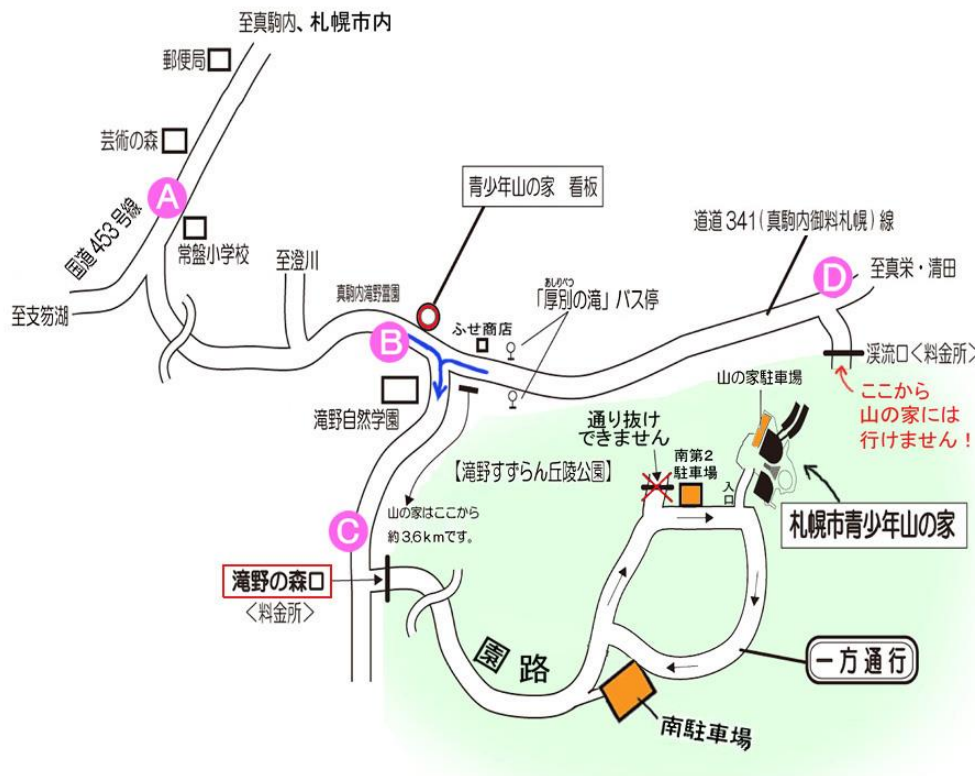 至真駒内、札幌市内
郵便局
芸術の森
A
国道453号線
常盤小学校
至支笏湖
至澄川
真駒内滝野霊園
青少年山の家 看板
あしりべつ
「厚別の滝」バス停
ふせ商店
道道341(真駒内御料札幌)線
D
至真栄・清田
B
滝野自然学園
渓流口<料金所>
ここから
山の家には
行けません!
山の家駐車場
通り抜け
できません
南第2
駐車場
入口
【滝野すずらん丘陵公園】
山の家はここから
約3.6kmです。
札幌市青少年山の家
C
滝野の森口
<料金所>
園路
一方通行
南駐車場